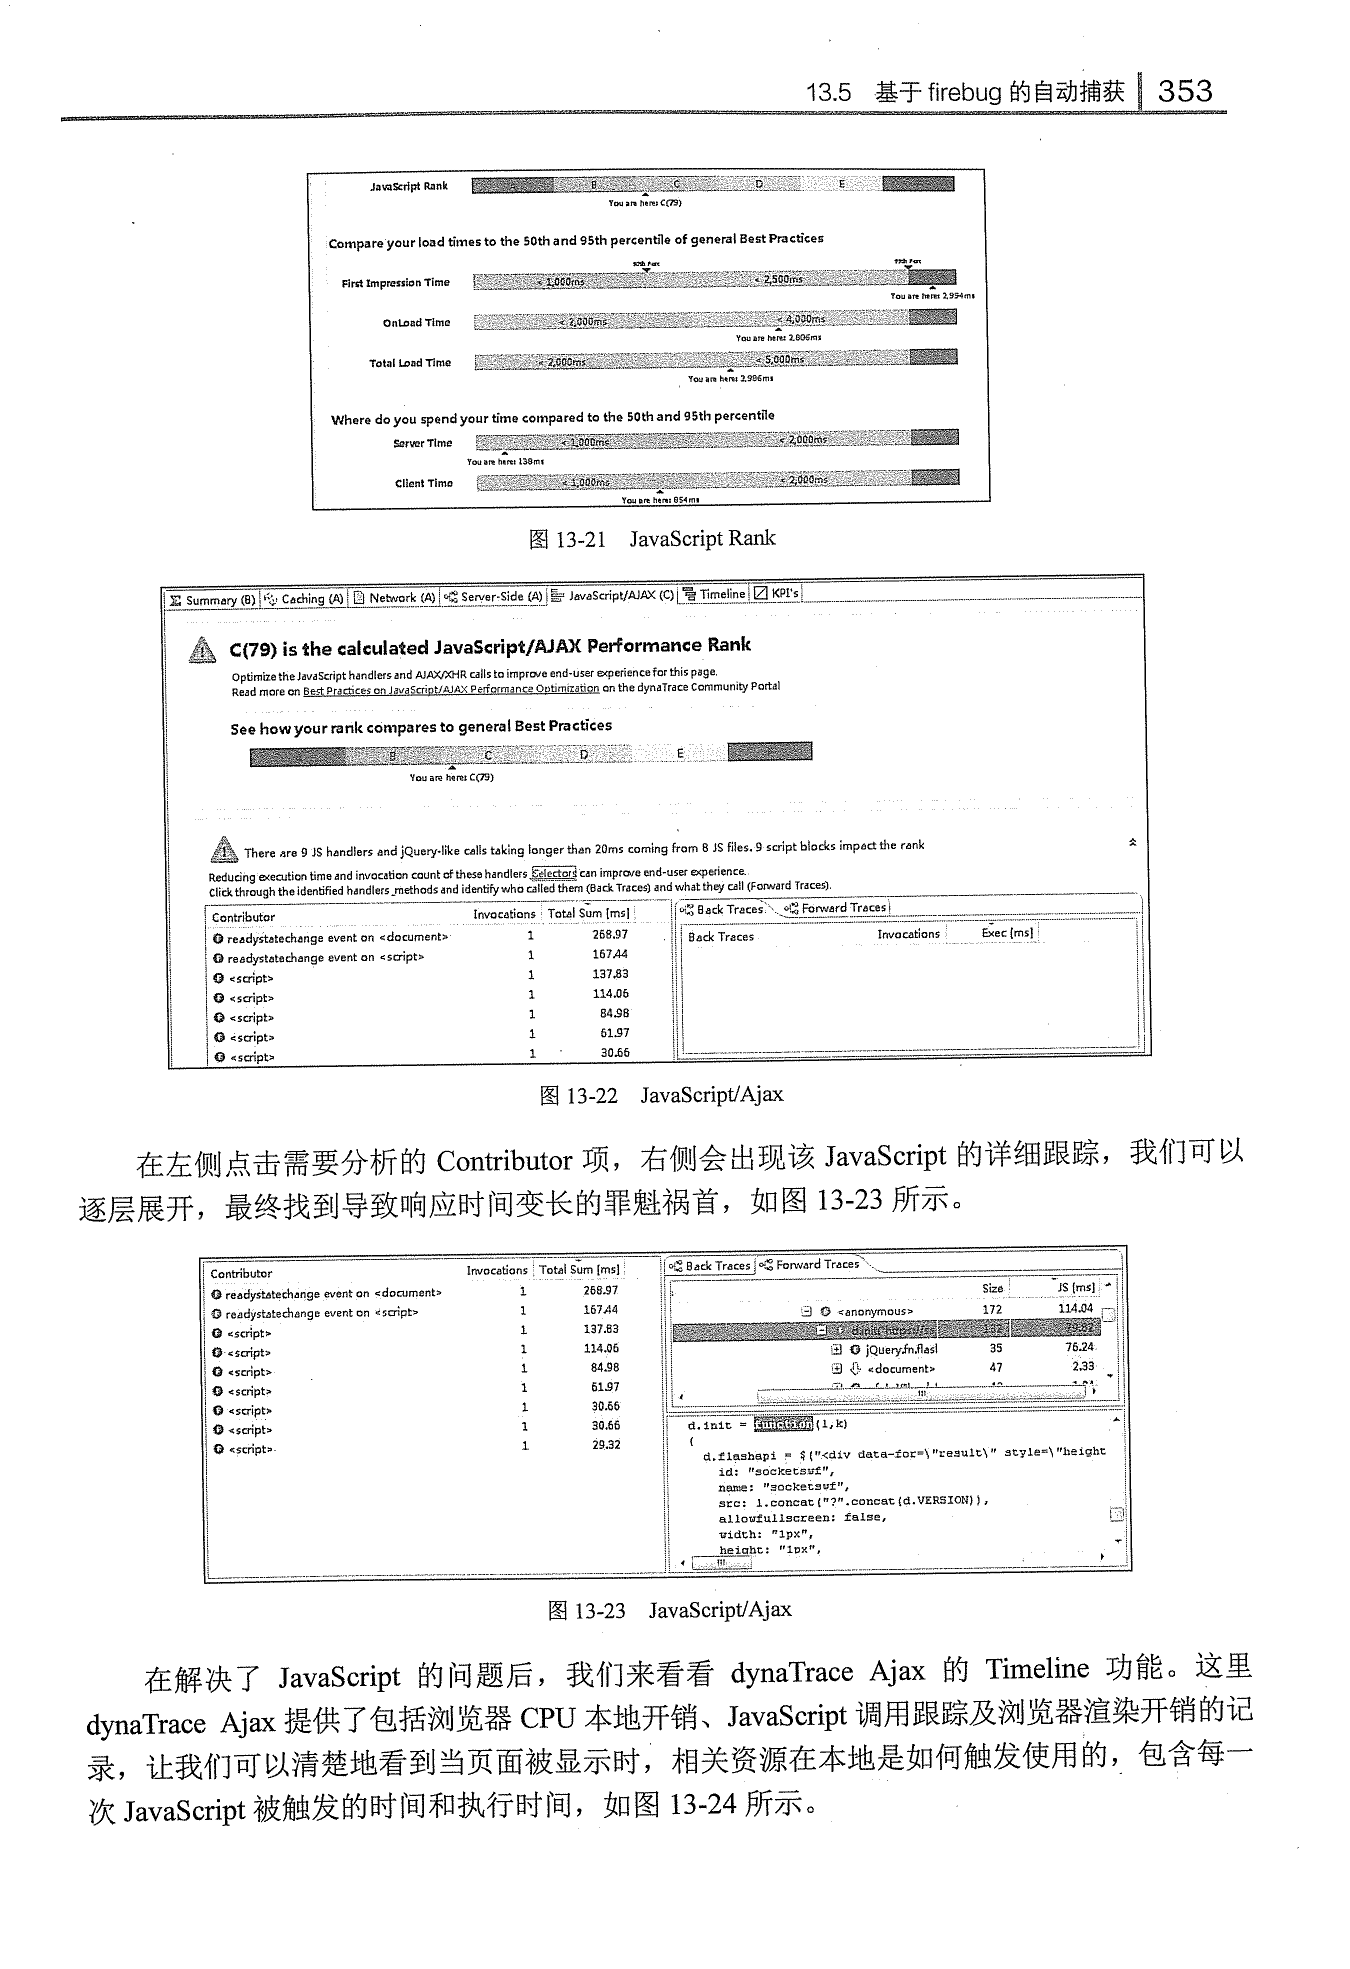 13.5 基于 firebug 的自动捕获 353
JavaScript Rank
B C D E
You are here: C(79)
Compare your load times to the 50th and 95th percentile of general Best Practices
First Impression Time
< 1,000ms < 2,500ms
You are here: 2,954ms
OnLoad Time
< 2,000ms < 4,000ms
You are here: 2,806ms
Total Load Time
< 2,000ms < 5,000ms
You are here: 2,986ms
Where do you spend your time compared to the 50th and 95th percentile
Server Time
< 1,000ms < 2,000ms
You are here: 138ms
Client Time
< 1,000ms < 2,000ms
You are here: 854ms
图 13-21 JavaScript Rank
Summary (B) Caching (A) Network (A) Server-Side (A) JavaScript/AJAX (C) Timeline KPI's
C(79) is the calculated JavaScript/AJAX Performance Rank
Optimize the JavaScript handlers and AJAX/XHR calls to improve end-user experience for this page.
Read more on Best Practices on JavaScript/AJAX Performance Optimization on the dynaTrace Community Portal
See how your rank compares to general Best Practices
B C D E
You are here: C(79)
There are 9 JS handlers and jQuery-like calls taking longer than 20ms coming from 8 JS files. 9 script blocks impact the rank
Reducing execution time and invocation count of these handlers Selectors can improve end-user experience.
Click through the identified handlers methods and identify who called them (Back Traces) and what they call (Forward Traces).
Contributor Invocations Total Sum [ms] Back Traces Forward Traces
Back Traces Invocations Exec [ms]
readystatechange event on <document> 1 268.97
readystatechange event on <script> 1 167.44
<script> 1 137.83
<script> 1 114.06
<script> 1 84.98
<script> 1 61.97
<script> 1 30.66
图 13-22 JavaScript/Ajax
在左侧点击需要分析的 Contributor 项，右侧会出现该 JavaScript 的详细跟踪，我们可以
逐层展开，最终找到导致响应时间变长的罪魁祸首，如图 13-23 所示。
Contributor Invocations Total Sum [ms]
readystatechange event on <document> 1 268.97
readystatechange event on <script> 1 167.44
<script> 1 137.83
<script> 1 114.06
<script> 1 84.98
<script> 1 61.97
<script> 1 30.66
<script> 1 30.66
<script> 1 29.32
Back Traces Forward Traces
Size JS [ms]
<anonymous> 172 114.04
jQuery.fn.flasl 35 76.24
<document> 47 2.33
d.init = function(l,k)
{
d.flashapi = $("<div data-for=\"result\" style=\"height
id: "socketswf",
name: "socketswf",
src: l.concat("?".concat(d.VERSION)),
allowfullscreen: false,
width: "1px",
height: "1px",
图 13-23 JavaScript/Ajax
在解决了 JavaScript 的问题后，我们来看看 dynaTrace Ajax 的 Timeline 功能。这里
dynaTrace Ajax 提供了包括浏览器 CPU 本地开销、JavaScript 调用跟踪及浏览器渲染开销的记
录，让我们可以清楚地看到当页面被显示时，相关资源在本地是如何触发使用的，包含每一
次 JavaScript 被触发的时间和执行时间，如图 13-24 所示。